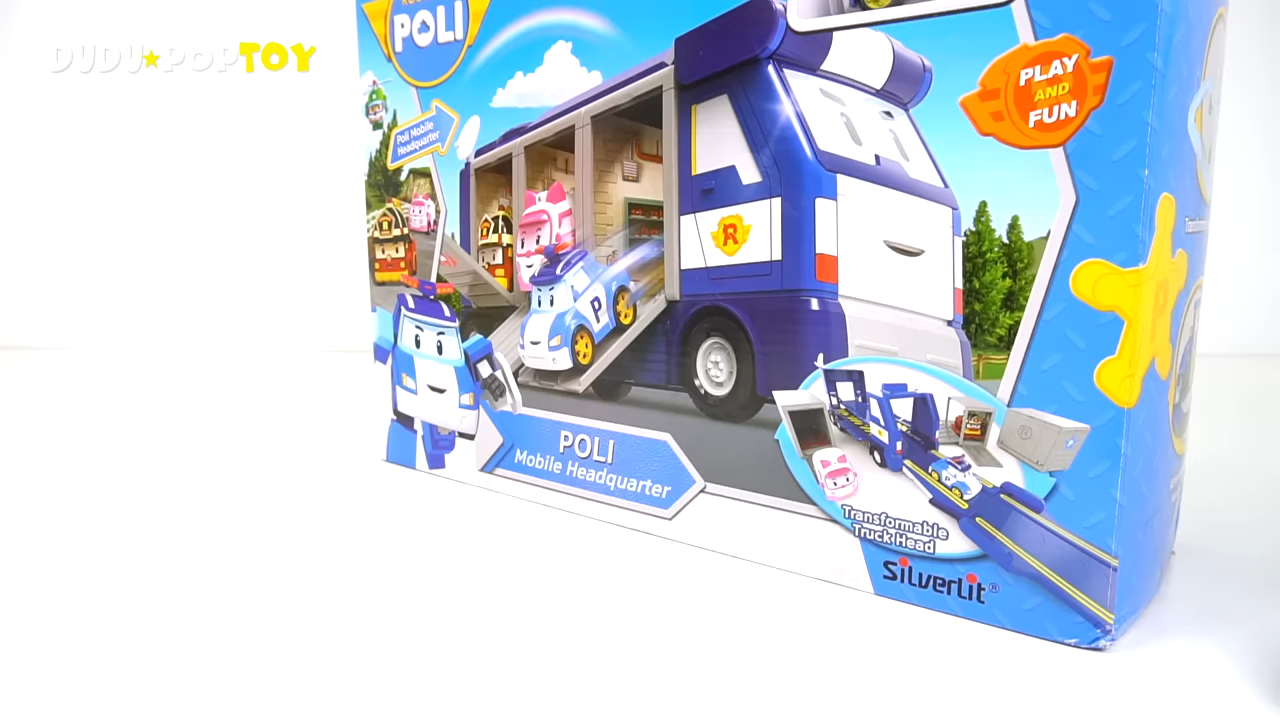 DUDU★POPTOY
POLI
Poli Mobile
Headquarter
PLAY
AND
FUN
R
P
POLI
Mobile Headquarter
Transformable
Truck Head
Silverlit®